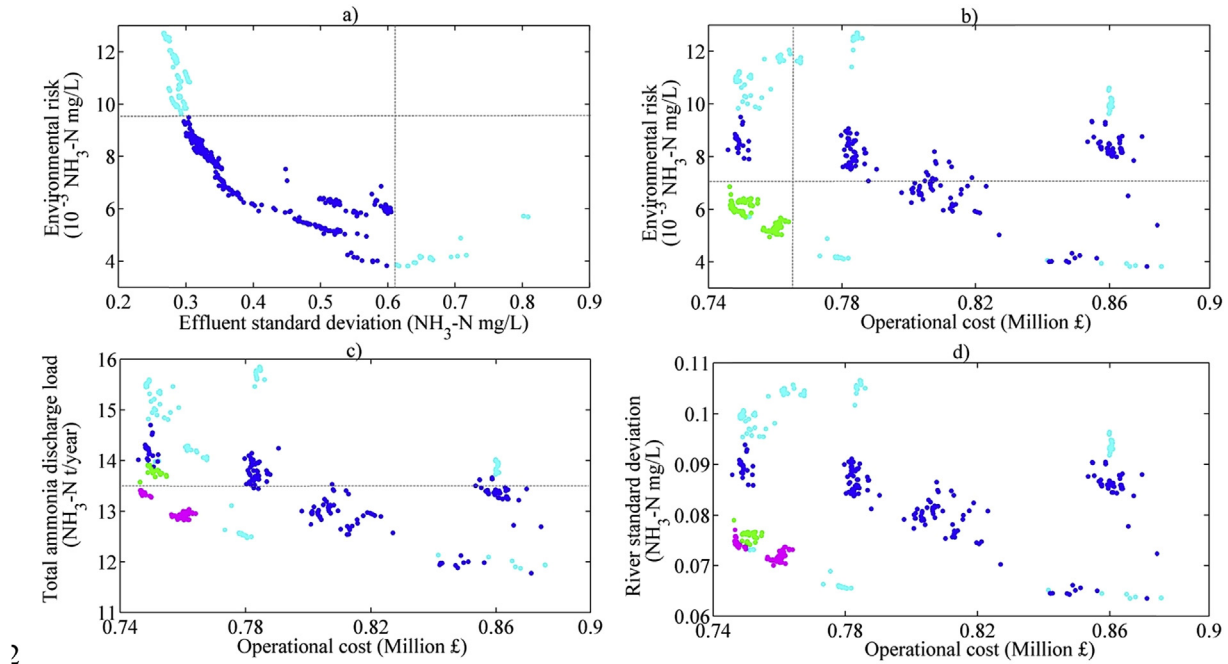 a)
12
10
8
6
4
0.2 0.3 0.4 0.5 0.6 0.7 0.8 0.9
Effluent standard deviation (NH3-N mg/L)
Environmental risk
(10⁻³ NH3-N mg/L)
b)
12
10
8
6
4
0.74 0.78 0.82 0.86 0.9
Operational cost (Million £)
Environmental risk
(10⁻³ NH3-N mg/L)
c)
16
15
14
13
12
11
0.74 0.78 0.82 0.86 0.9
Operational cost (Million £)
Total ammonia discharge load
(NH3-N t/year)
d)
0.11
0.1
0.09
0.08
0.07
0.06
0.74 0.78 0.82 0.86 0.9
Operational cost (Million £)
River standard deviation
(NH3-N mg/L)
2